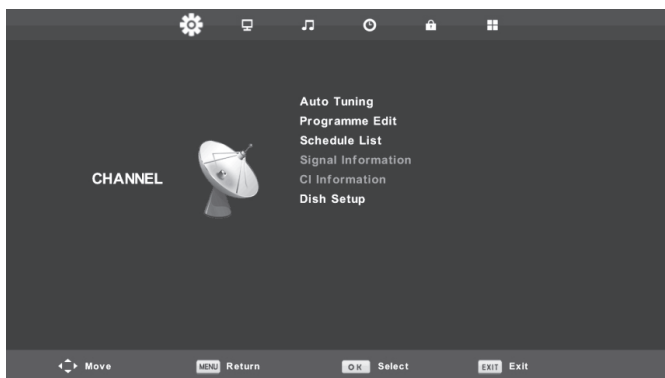 Auto Tuning
Programme Edit
Schedule List
Signal Information
CI Information
Dish Setup
CHANNEL
Move MENU Return OK Select EXIT Exit